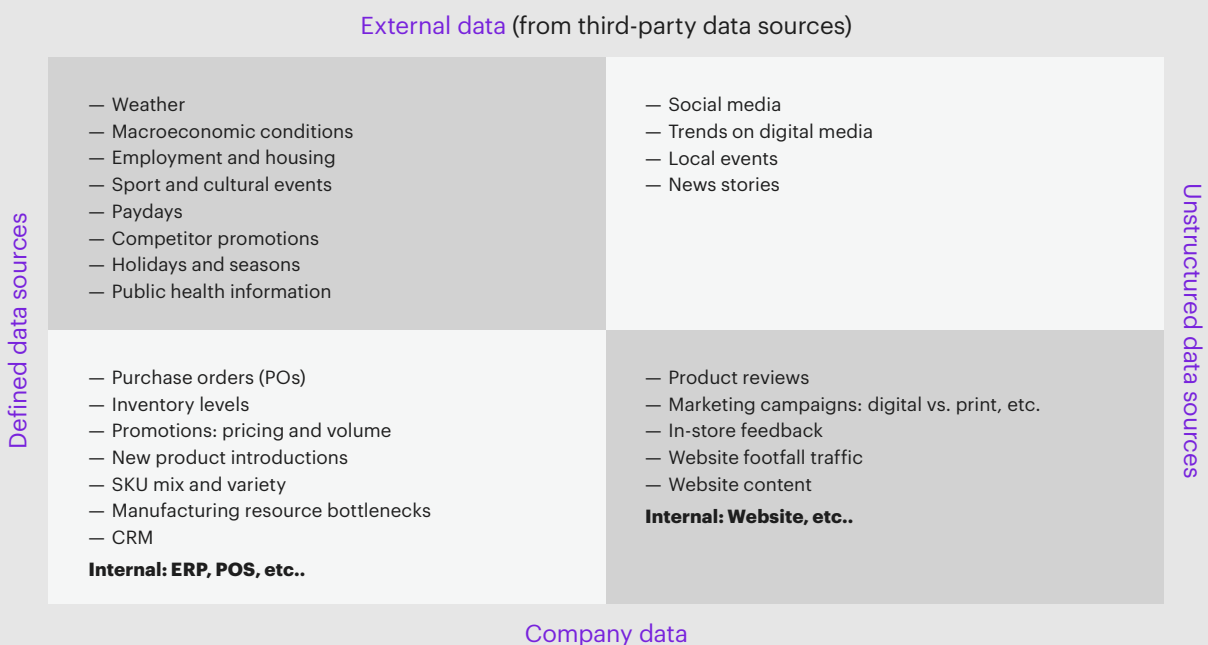 External data (from third-party data sources)
Defined data sources
— Weather
— Macroeconomic conditions
— Employment and housing
— Sport and cultural events
— Paydays
— Competitor promotions
— Holidays and seasons
— Public health information
— Social media
— Trends on digital media
— Local events
— News stories
— Purchase orders (POs)
— Inventory levels
— Promotions: pricing and volume
— New product introductions
— SKU mix and variety
— Manufacturing resource bottlenecks
— CRM
Internal: ERP, POS, etc..
— Product reviews
— Marketing campaigns: digital vs. print, etc.
— In-store feedback
— Website footfall traffic
— Website content
Internal: Website, etc..
Unstructured data sources
Company data